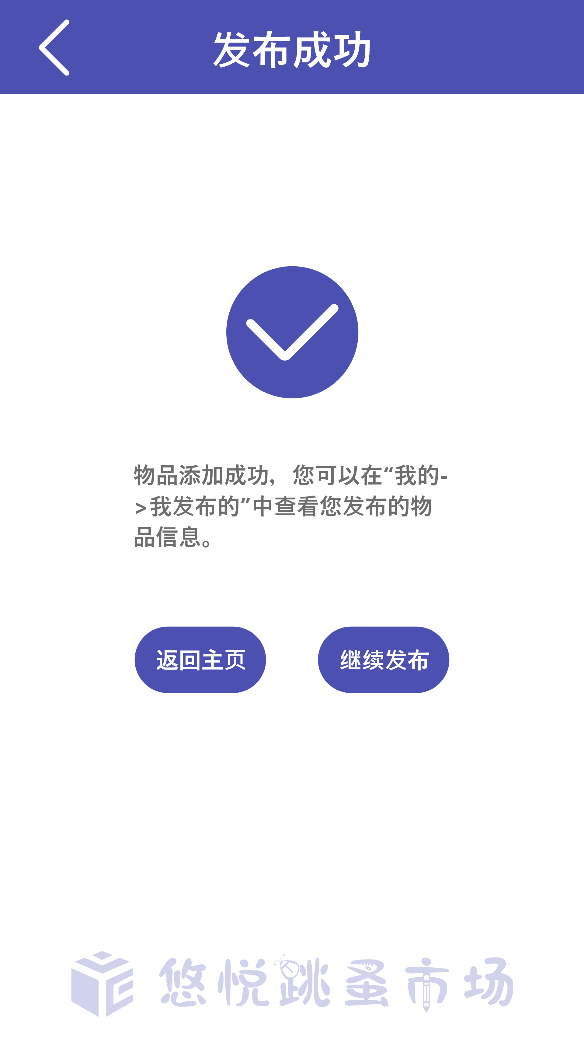 发布成功
物品添加成功，您可以在“我的-
>我发布的”中查看您发布的物
品信息。
返回主页 继续发布
悠悦跳蚤市场